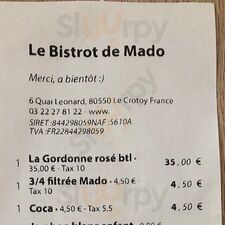 Le Bistrot de Mado
Merci, a bientôt :)
6 Quai Leonard, 80550 Le Crotoy France
03 22 27 81 22 · www.
SIRET :844298059NAF :5610A
TVA :FR22844298059
1 La Gordonne rosé btl · 35,00 €
35,00 € · Tax 10
1 3/4 filtrée Mado · 4,50 € · 4,50 €
Tax 10
1 Coca · 4,50 € · Tax 5.5 4,50 €